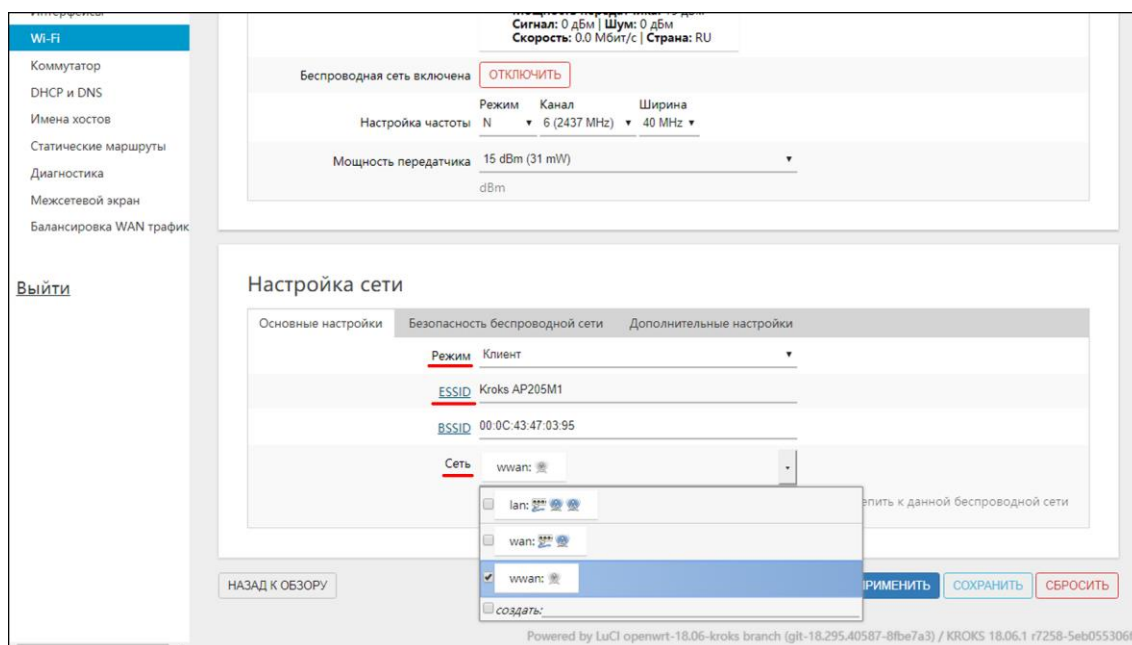 Интерфейсы
Wi-Fi
Коммутатор
DHCP и DNS
Имена хостов
Статические маршруты
Диагностика
Межсетевой экран
Балансировка WAN трафик
Выйти
Сигнал: 0 дБм | Шум: 0 дБм
Скорость: 0.0 Мбит/с | Страна: RU
Беспроводная сеть включена ОТКЛЮЧИТЬ
Режим Канал Ширина
Настройка частоты N 6 (2437 MHz) 40 MHz
Мощность передатчика 15 dBm (31 mW)
dBm
Настройка сети
Основные настройки Безопасность беспроводной сети Дополнительные настройки
Режим Клиент
ESSID Kroks AP205M1
BSSID 00:0C:43:47:03:95
Сеть wwan:
lan:
епить к данной беспроводной сети
wan:
wwan:
создать:
НАЗАД К ОБЗОРУ РИМЕНИТЬ СОХРАНИТЬ СБРОСИТЬ
Powered by LuCI openwrt-18.06-kroks branch (git-18.295.40587-8fbe7a3) / KROKS 18.06.1 r7258-5eb055306